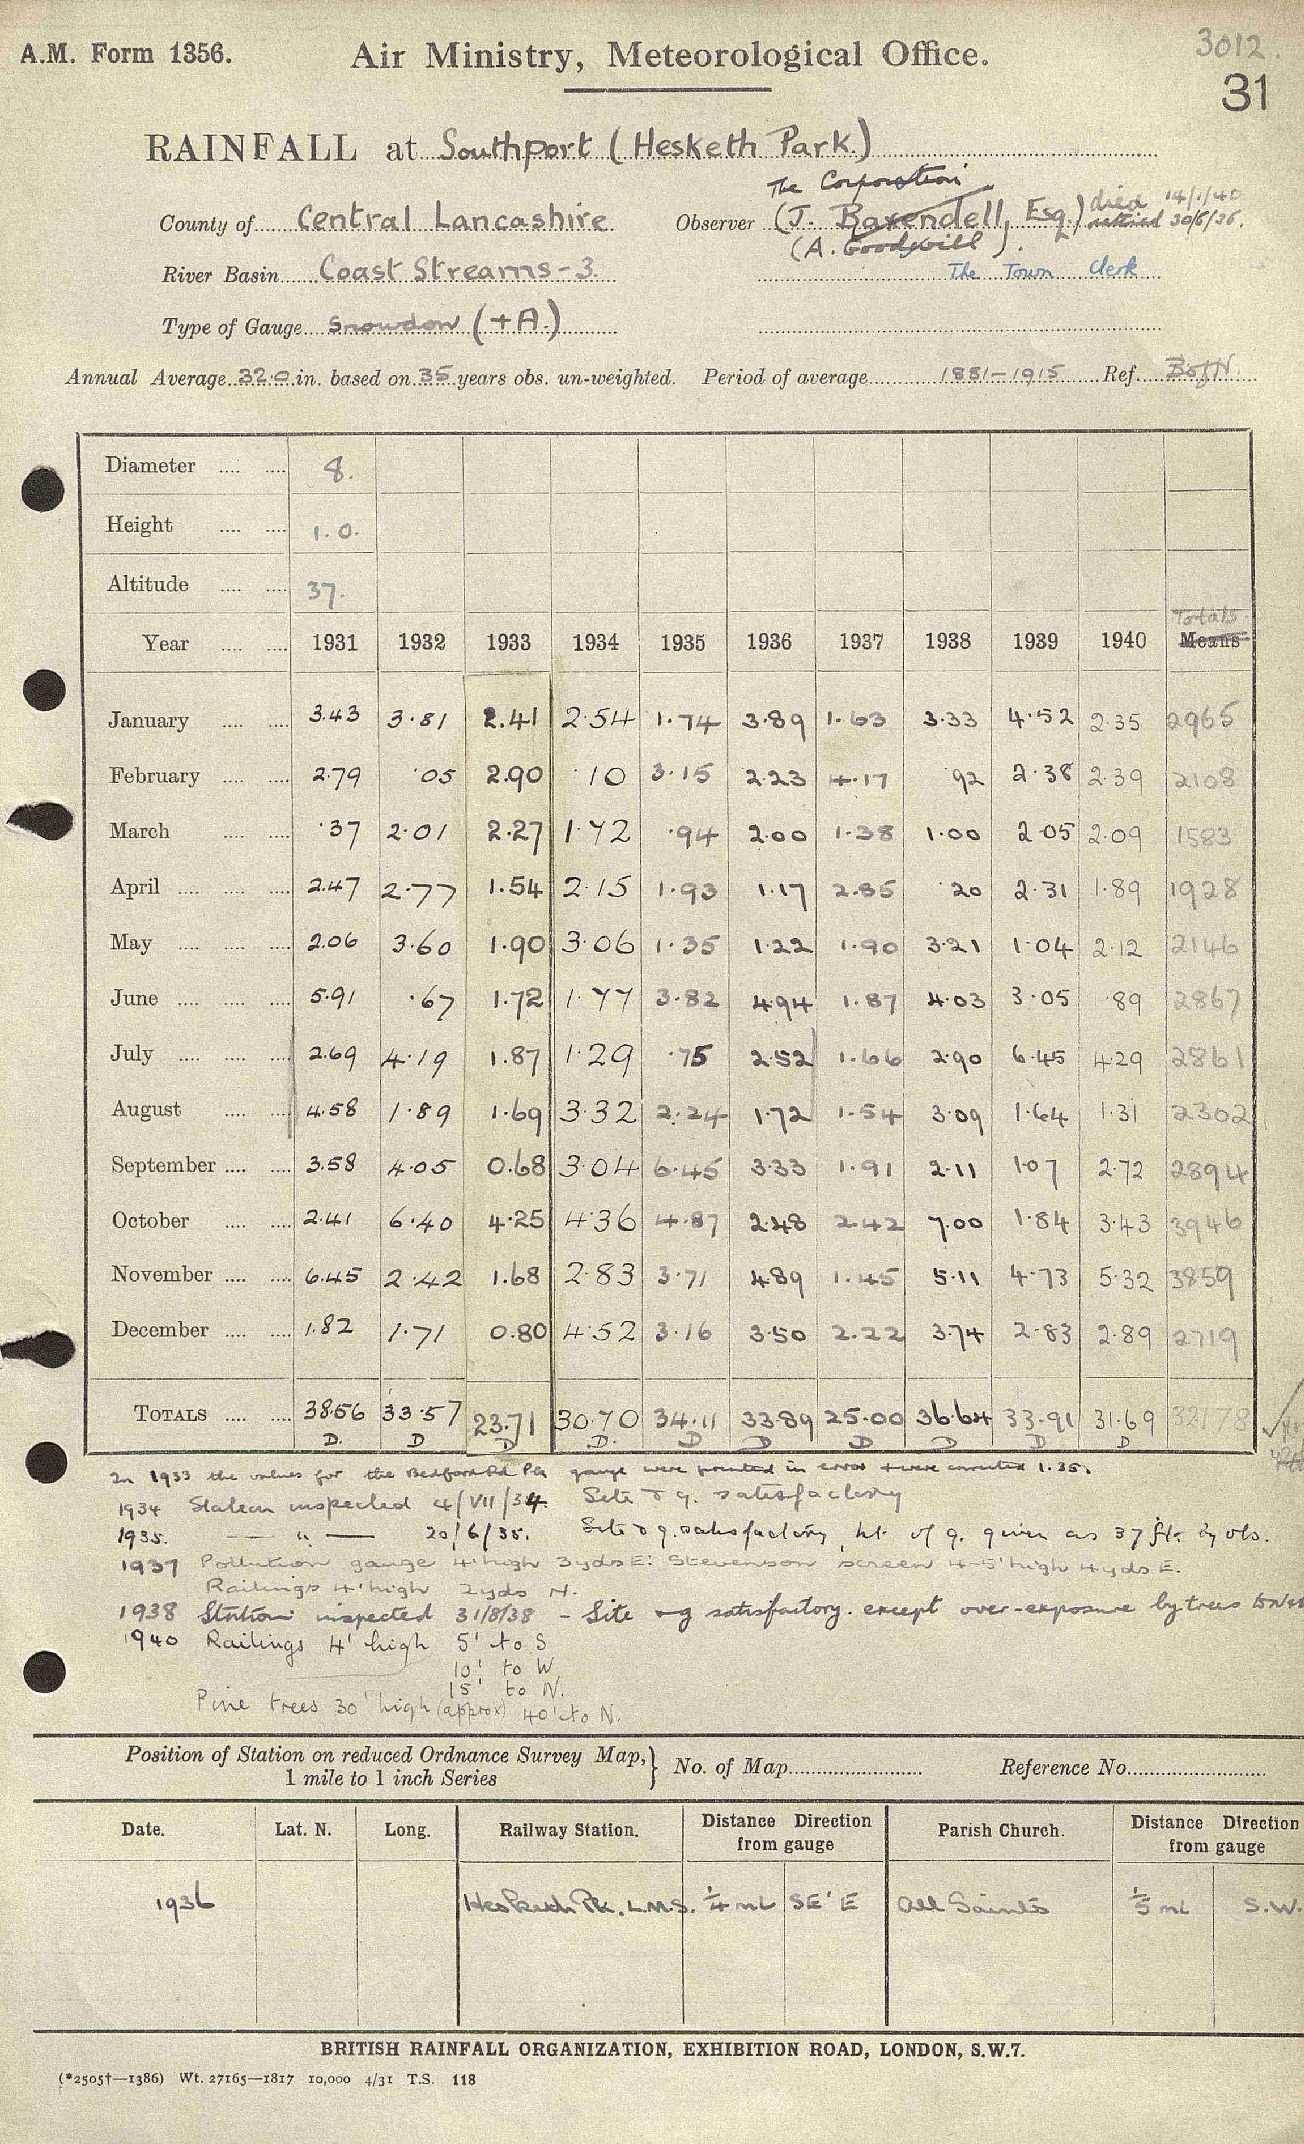 A.M. Form 1356. Air Ministry, Meteorological Office. 3012.
31
RAINFALL at Southport (Hesketh Park)
The Corporation
County of Central Lancashire Observer (J. Baxendell, Esq.) died 14/1/40 retired 30/6/36.
(A. Goodwill).
River Basin Coast Streams-3. The Town Clerk
Type of Gauge Snowdon (+A.)
Annual Average 32.0 in. based on 35 years obs. un-weighted. Period of average 1881-1915 Ref. B of N.
Diameter .... .... 8.
Height .... .... 1.0.
Altitude .... .... 37.
Totals
Year .... .... 1931 1932 1933 1934 1935 1936 1937 1938 1939 1940 Means
January .... .... 3.43 3.81 2.41 2.54 1.74 3.89 1.63 3.33 4.52 2.35 2965
February .... .... 2.79 .05 2.90 .10 3.15 2.23 4.17 .92 2.38 2.39 2108
March .... .... .37 2.01 2.27 1.72 .94 2.00 1.38 1.00 2.05 2.09 1583
April .... .... .... 2.47 2.77 1.54 2.15 1.93 1.17 2.85 .20 2.31 1.89 1928
May .... .... .... 2.06 3.60 1.90 3.06 1.35 1.22 1.90 3.21 1.04 2.12 2146
June .... .... .... 5.91 .67 1.72 1.77 3.82 4.94 1.87 4.03 3.05 .89 2867
July .... .... .... 2.69 4.19 1.87 1.29 .75 2.52 1.66 2.90 6.45 4.29 2861
August .... .... 4.58 1.89 1.69 3.32 2.24 1.72 1.54 3.09 1.64 1.31 2302
September .... .... 3.58 4.05 0.68 3.04 6.45 3.33 1.91 2.11 1.07 2.72 2894
October .... .... 2.41 6.40 4.25 4.36 4.87 2.48 2.42 7.00 1.84 3.43 3946
November .... .... 6.45 2.42 1.68 2.83 3.71 4.89 1.45 5.11 4.73 5.32 3859
December .... .... 1.82 1.71 0.80 4.52 3.16 3.50 2.22 3.74 2.83 2.89 2719
TOTALS .... .... 38.56 33.57 23.71 30.70 34.11 33.89 25.00 36.64 33.91 31.69 32178
D. D D D. D D D D D D
In 1933 the values for the Bedford Rd Pk gauge were printed in error & were corrected 1.35.
1934 Station inspected 4/VII/34. Site & g. satisfactory
1935. — " — 20/6/35. Site & g. satisfactory, ht. of g. given as 37 ft. by obs.
1937 Pollution gauge 4' high 3yds E: Stevenson screen 4-5' high 4yds E.
Railings 4' high 2yds N.
1938 Station inspected 31/8/38 - Site & g satisfactory. except over-exposure by trees
1940 Railings 4' high 5' to S
10' to W
15' to N.
Pine trees 30' high (approx) 40' to N.
Position of Station on reduced Ordnance Survey Map, } No. of Map Reference No.
1 mile to 1 inch Series
Date. Lat. N. Long. Railway Station. Distance Direction from gauge Parish Church. Distance Direction from gauge
1936 Hesketh Pk. L.M.S. 1/4 ml SE'E All Saints 1/5 ml S.W.
BRITISH RAINFALL ORGANIZATION, EXHIBITION ROAD, LONDON, S.W.7.
(*2505†—1386) Wt. 27165—1817 10,000 4/31 T.S. 118